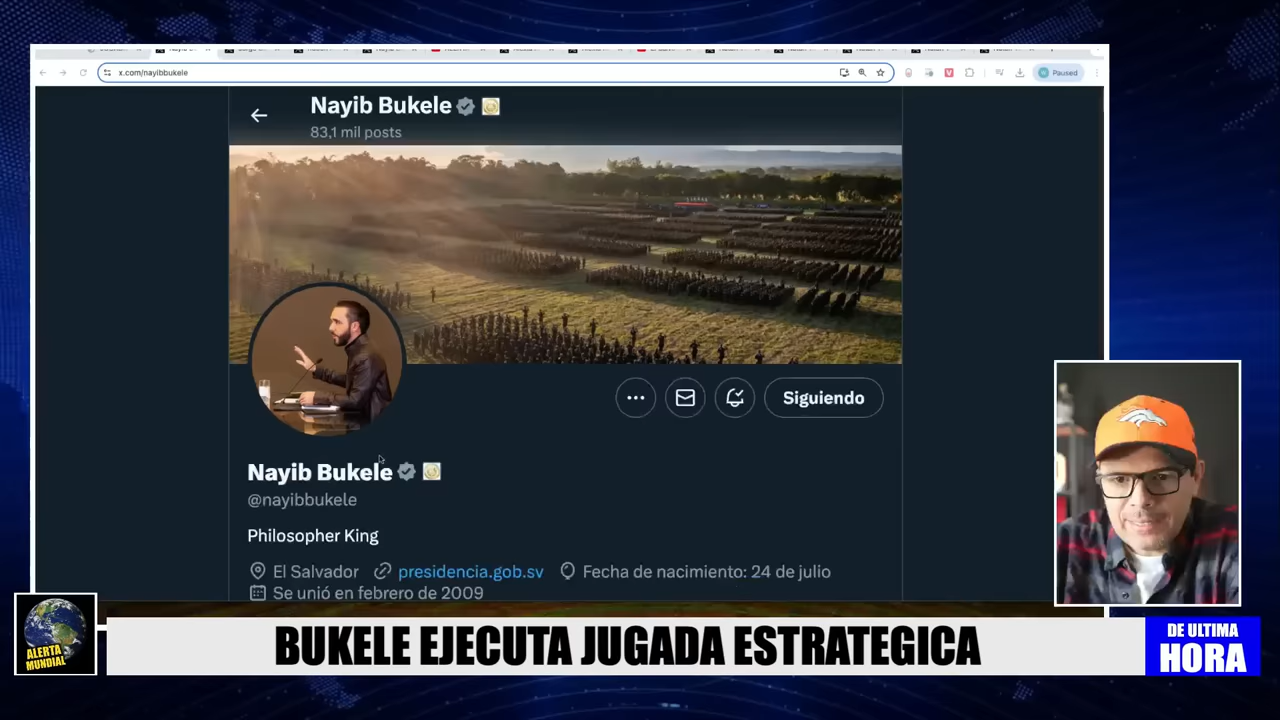 x.com/nayibbukele
Paused
Nayib Bukele
83,1 mil posts
Siguiendo
Nayib Bukele
@nayibbukele
Philosopher King
El Salvador
presidencia.gob.sv
Fecha de nacimiento: 24 de julio
Se unió en febrero de 2009
ALERTA
MUNDIAL
BUKELE EJECUTA JUGADA ESTRATEGICA
DE ULTIMA
HORA